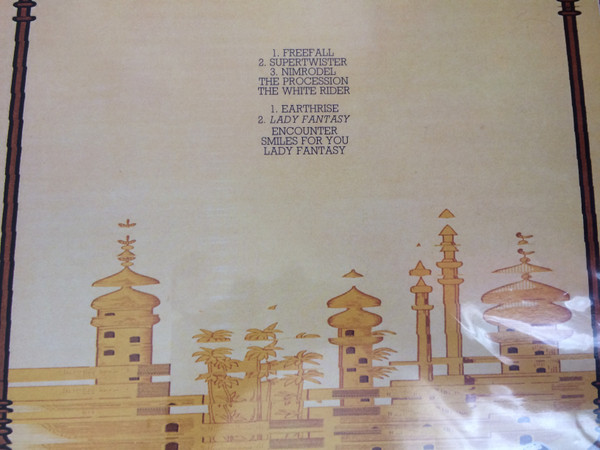 1. FREEFALL
2. SUPERTWISTER
3. NIMRODEL
THE PROCESSION
THE WHITE RIDER
1. EARTHRISE
2. LADY FANTASY
ENCOUNTER
SMILES FOR YOU
LADY FANTASY